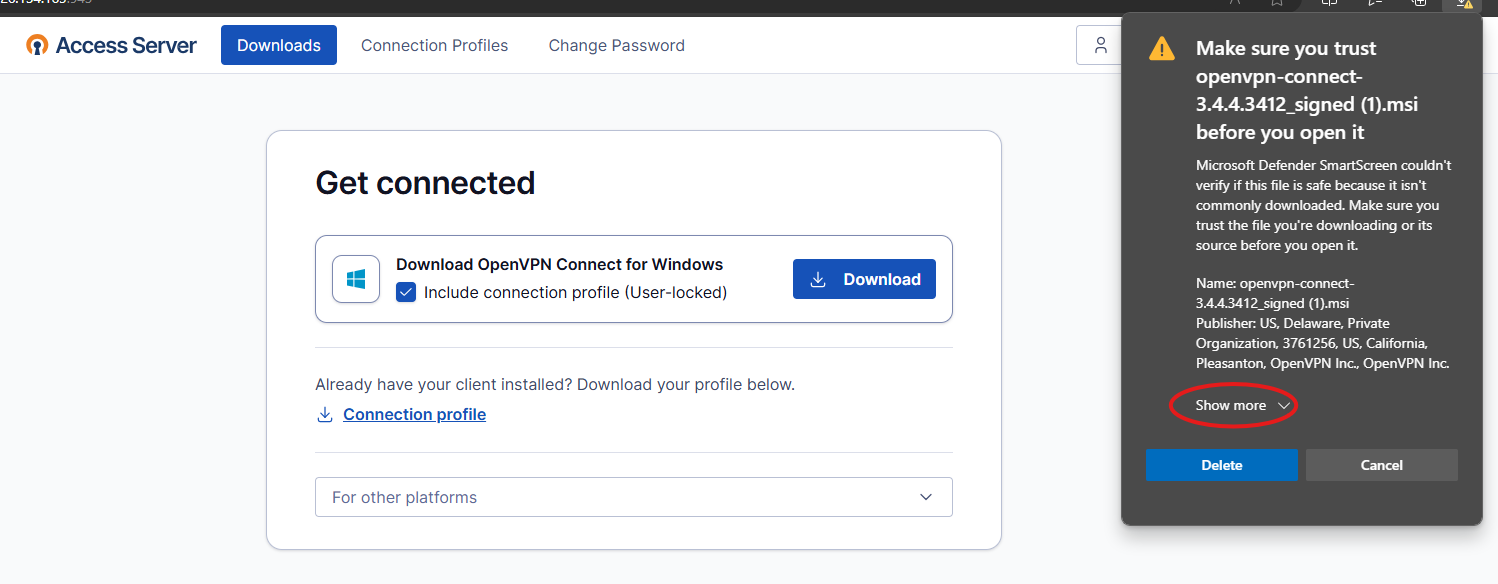 Access Server
Downloads
Connection Profiles
Change Password
Get connected
Download OpenVPN Connect for Windows
Include connection profile (User-locked)
Download
Already have your client installed? Download your profile below.
Connection profile
For other platforms
Make sure you trust
openvpn-connect-
3.4.4.3412_signed (1).msi
before you open it
Microsoft Defender SmartScreen couldn't
verify if this file is safe because it isn't
commonly downloaded. Make sure you
trust the file you're downloading or its
source before you open it.
Name: openvpn-connect-
3.4.4.3412_signed (1).msi
Publisher: US, Delaware, Private
Organization, 3761256, US, California,
Pleasanton, OpenVPN Inc., OpenVPN Inc.
Show more
Delete
Cancel